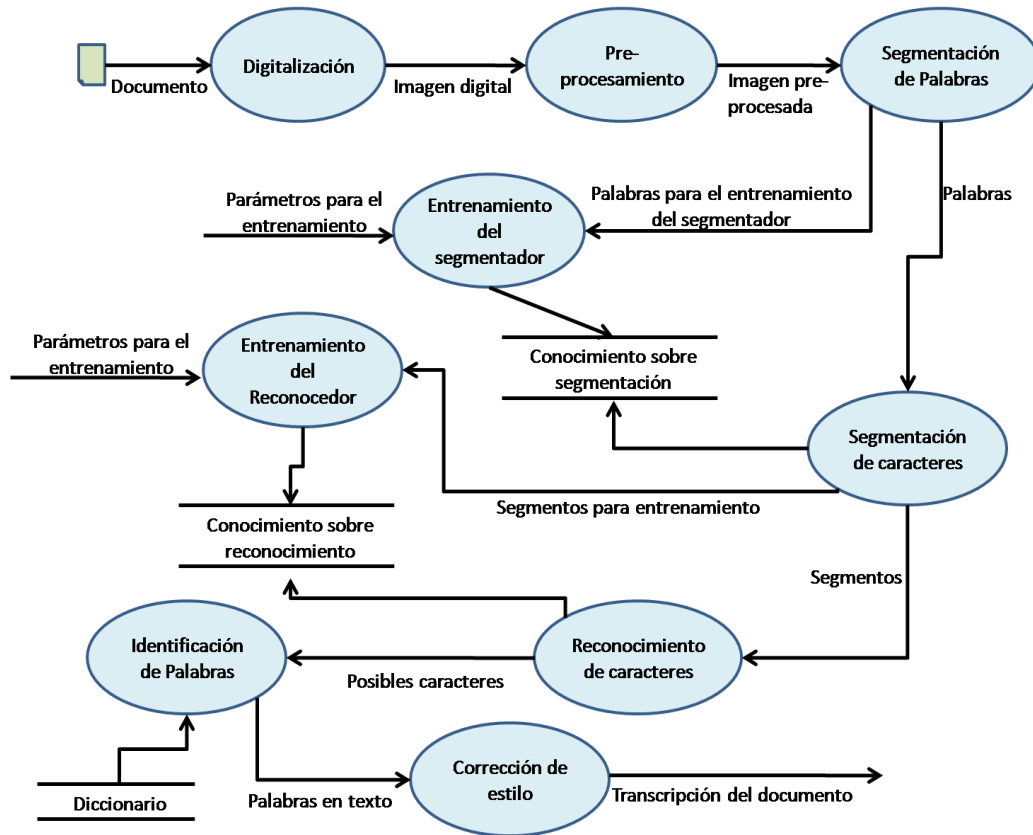 Documento
Digitalización
Imagen digital
Pre-
procesamiento
Imagen pre-
procesada
Segmentación
de Palabras
Parámetros para el
entrenamiento
Entrenamiento
del
segmentador
Palabras para el entrenamiento
del segmentador
Palabras
Parámetros para el
entrenamiento
Entrenamiento
del
Reconocedor
Conocimiento sobre
segmentación
Segmentación
de caracteres
Segmentos para entrenamiento
Conocimiento sobre
reconocimiento
Segmentos
Identificación
de Palabras
Posibles caracteres
Reconocimiento
de caracteres
Diccionario
Palabras en texto
Corrección de
estilo
Transcripción del documento